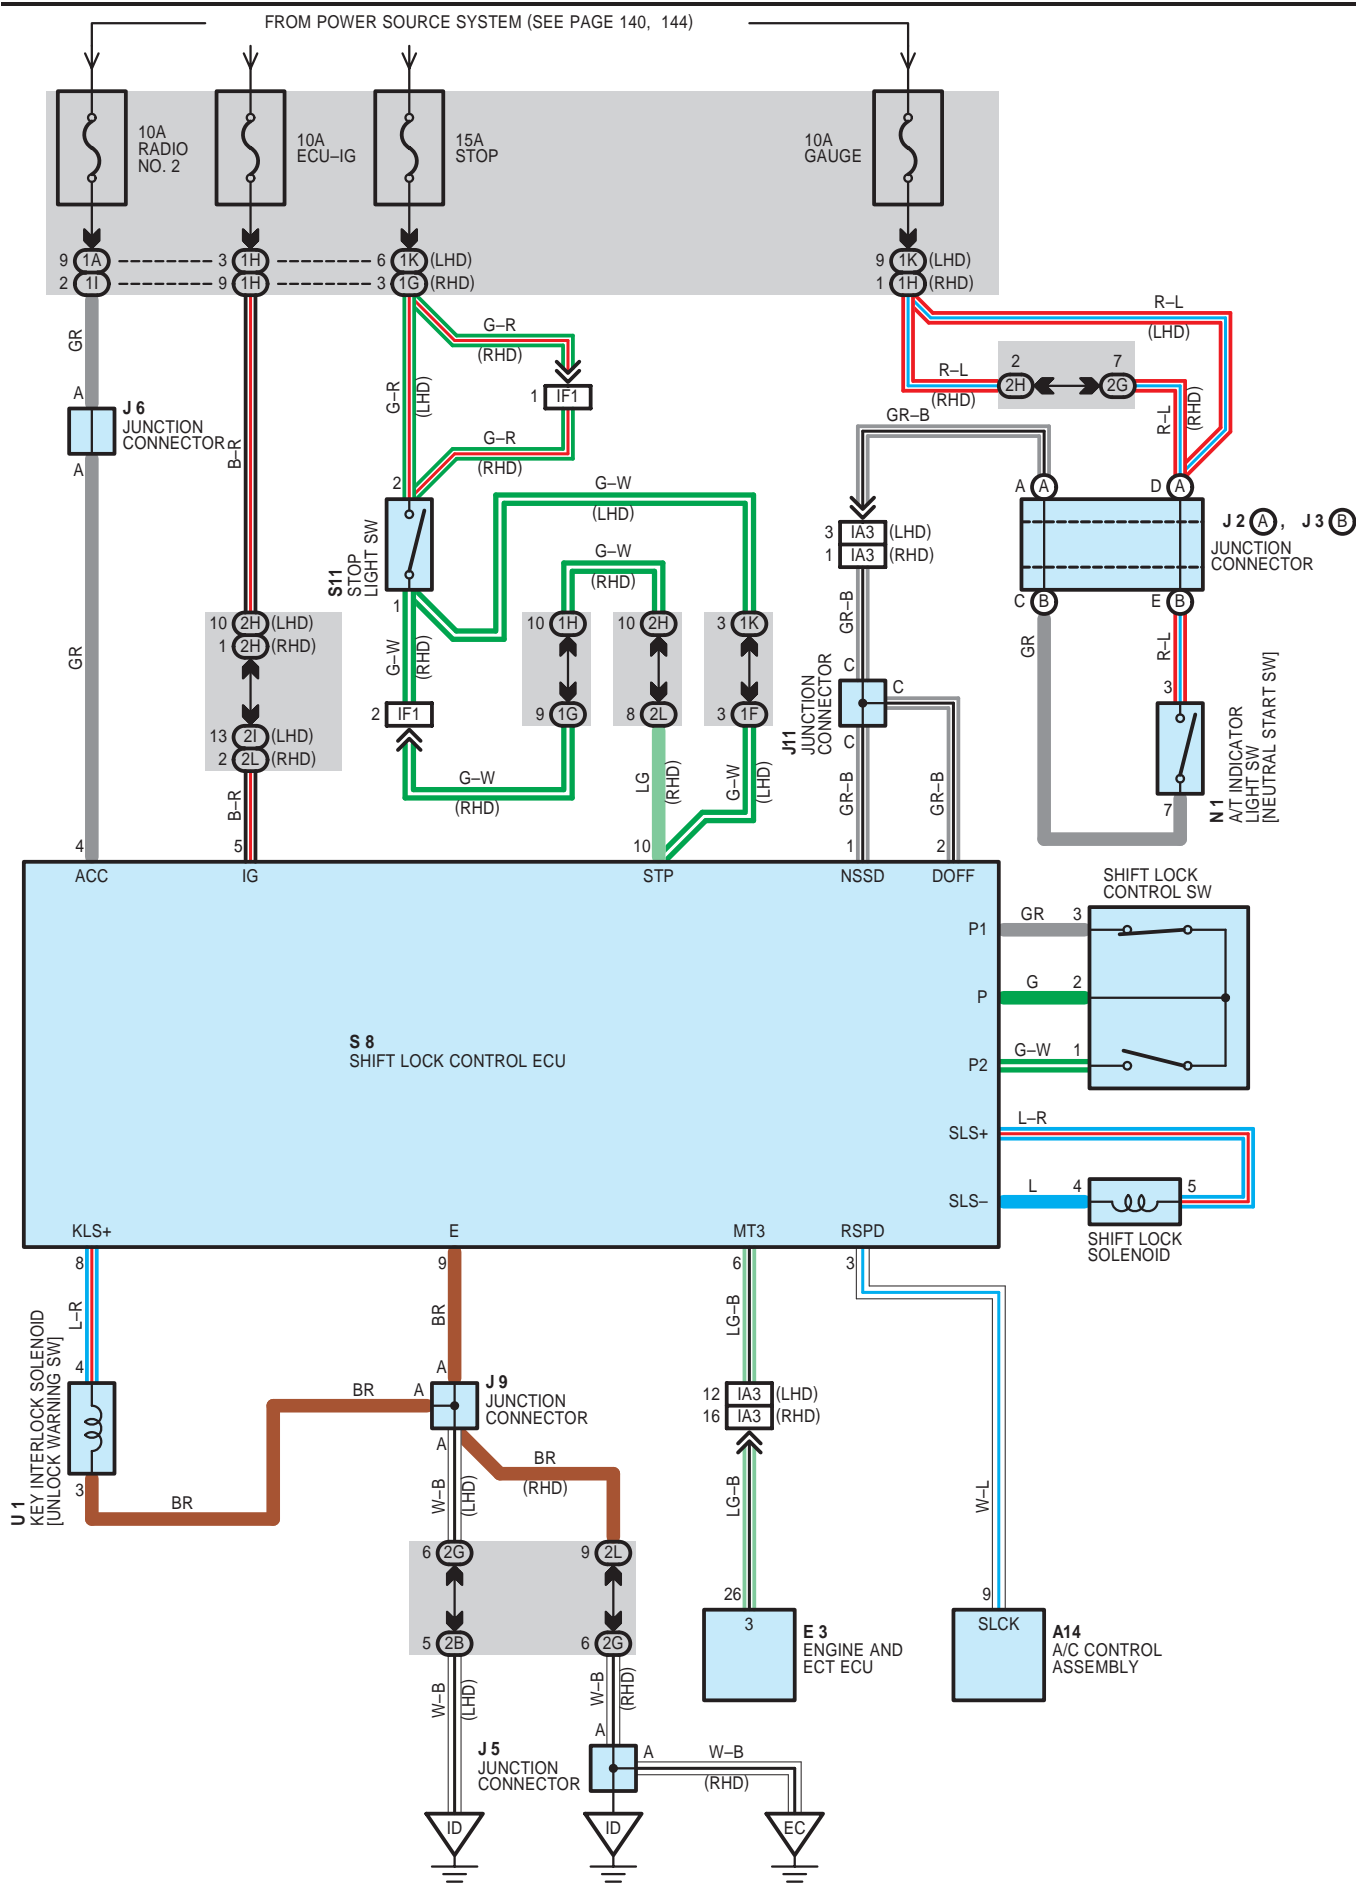 FROM POWER SOURCE SYSTEM (SEE PAGE 140, 144)
10A
RADIO
NO. 2
10A
ECU–IG
15A
STOP
10A
GAUGE
9 1A 3 1H 6 1K (LHD)
2 1I 9 1H 3 1G (RHD)
9 1K (LHD)
1 1H (RHD)
GR
A
J 6
JUNCTION
CONNECTOR
A
GR
B–R
G–R
(LHD)
G–R
(RHD)
1 IF1
G–R
(RHD)
R–L
(LHD)
R–L
(RHD)
2
2H
7
2G
R–L
(RHD)
GR–B
2
S11
STOP
LIGHT SW
1
G–W
(LHD)
G–W
(RHD)
3 IA3 (LHD)
1 IA3 (RHD)
A A
D A
J 2 A , J 3 B
JUNCTION
CONNECTOR
C B
E B
10 2H (LHD)
1 2H (RHD)
13 2I (LHD)
2 2L (RHD)
B–R
G–W
(RHD)
2 IF1
G–W
(RHD)
10 1H
9 1G
10 2H
8 2L
3 1K
3 1F
LG
(RHD)
G–W
(LHD)
GR–B
C
C
C
J11
JUNCTION
CONNECTOR
GR–B
GR–B
GR
R–L
3
7
N 1
A/T INDICATOR
LIGHT SW
[NEUTRAL START SW]
4
5
10
1
2
ACC
IG
STP
NSSD
DOFF
SHIFT LOCK
CONTROL SW
P1
GR
3
P
G
2
P2
G–W
1
S 8
SHIFT LOCK CONTROL ECU
SLS+
L–R
SLS–
L
4
5
SHIFT LOCK
SOLENOID
KLS+
E
MT3
RSPD
8
9
6
3
L–R
4
U 1
KEY INTERLOCK SOLENOID
[UNLOCK WARNING SW]
3
BR
BR
BR
A
A
J 9
JUNCTION
CONNECTOR
A
W–B
(LHD)
BR
(RHD)
6 2G
9 2L
5 2B
6 2G
W–B
(LHD)
W–B
(RHD)
LG–B
12 IA3 (LHD)
16 IA3 (RHD)
LG–B
26
3
E 3
ENGINE AND
ECT ECU
W–L
9
SLCK
A14
A/C CONTROL
ASSEMBLY
J 5
JUNCTION
CONNECTOR
A
A
W–B
(RHD)
ID
ID
EC